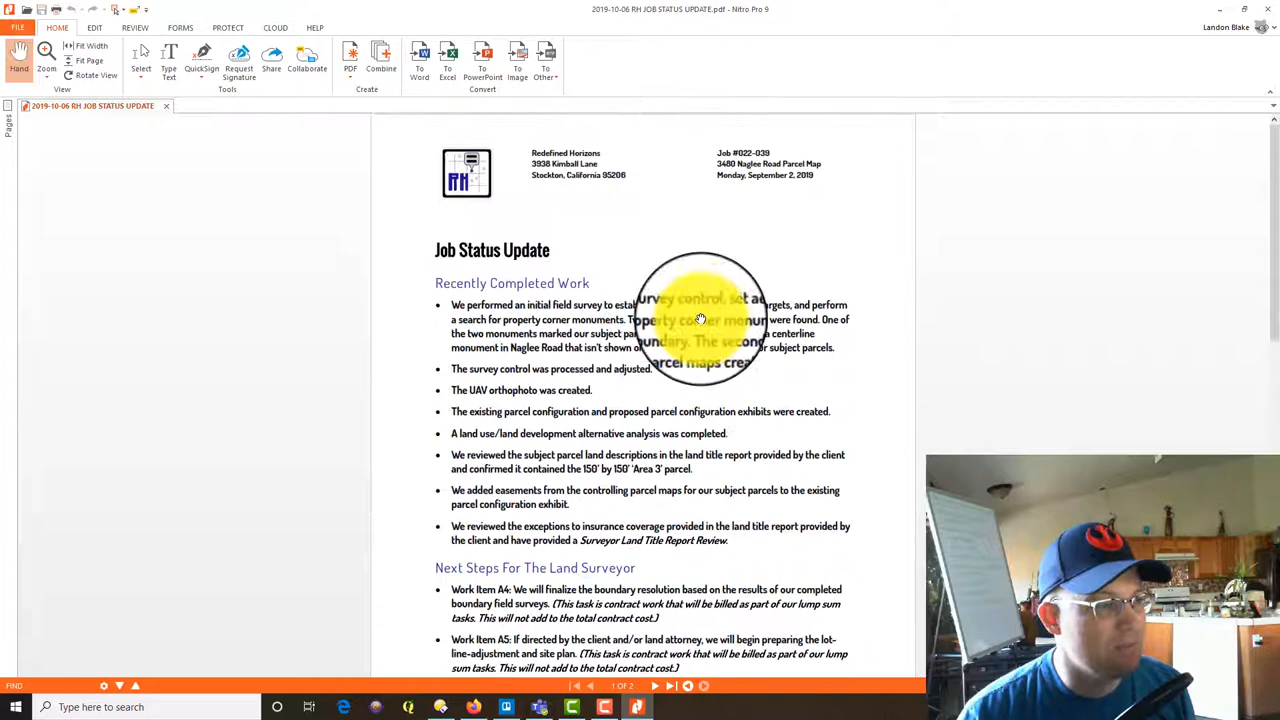 2019-10-06 RH JOB STATUS UPDATE.pdf - Nitro Pro 9
FILE HOME EDIT REVIEW FORMS PROTECT CLOUD HELP
Landon Blake
Hand Zoom Fit Width Fit Page Rotate View
Select Type Text QuickSign Request Signature Share Collaborate
PDF Combine
To Word To Excel To PowerPoint To Image To Other
View Tools Create Convert
2019-10-06 RH JOB STATUS UPDATE
Pages
RH
Redefined Horizons
3938 Kimball Lane
Stockton, California 95206
Job #022-039
3480 Naglee Road Parcel Map
Monday, September 2, 2019
Job Status Update
Recently Completed Work
• We performed an initial field survey to survey control, set targets, and perform
a search for property corner were found. One of
the two monuments marked our subject The second a centerline
monument in Naglee Road that isn't shown parcel maps or subject parcels.
• The survey control was processed and adjusted.
• The UAV orthophoto was created.
• The existing parcel configuration and proposed parcel configuration exhibits were created.
• A land use/land development alternative analysis was completed.
• We reviewed the subject parcel land descriptions in the land title report provided by the client
and confirmed it contained the 150' by 150' 'Area 3' parcel.
• We added easements from the controlling parcel maps for our subject parcels to the existing
parcel configuration exhibit.
• We reviewed the exceptions to insurance coverage provided in the land title report provided by
the client and have provided a Surveyor Land Title Report Review.
Next Steps For The Land Surveyor
• Work Item A4: We will finalize the boundary resolution based on the results of our completed
boundary field surveys. (This task is contract work that will be billed as part of our lump sum
tasks. This will not add to the total contract cost.)
• Work Item A5: If directed by the client and/or land attorney, we will begin preparing the lot-
line-adjustment and site plan. (This task is contract work that will be billed as part of our lump
sum tasks. This will not add to the total contract cost.)
FIND
1 OF 2
Type here to search